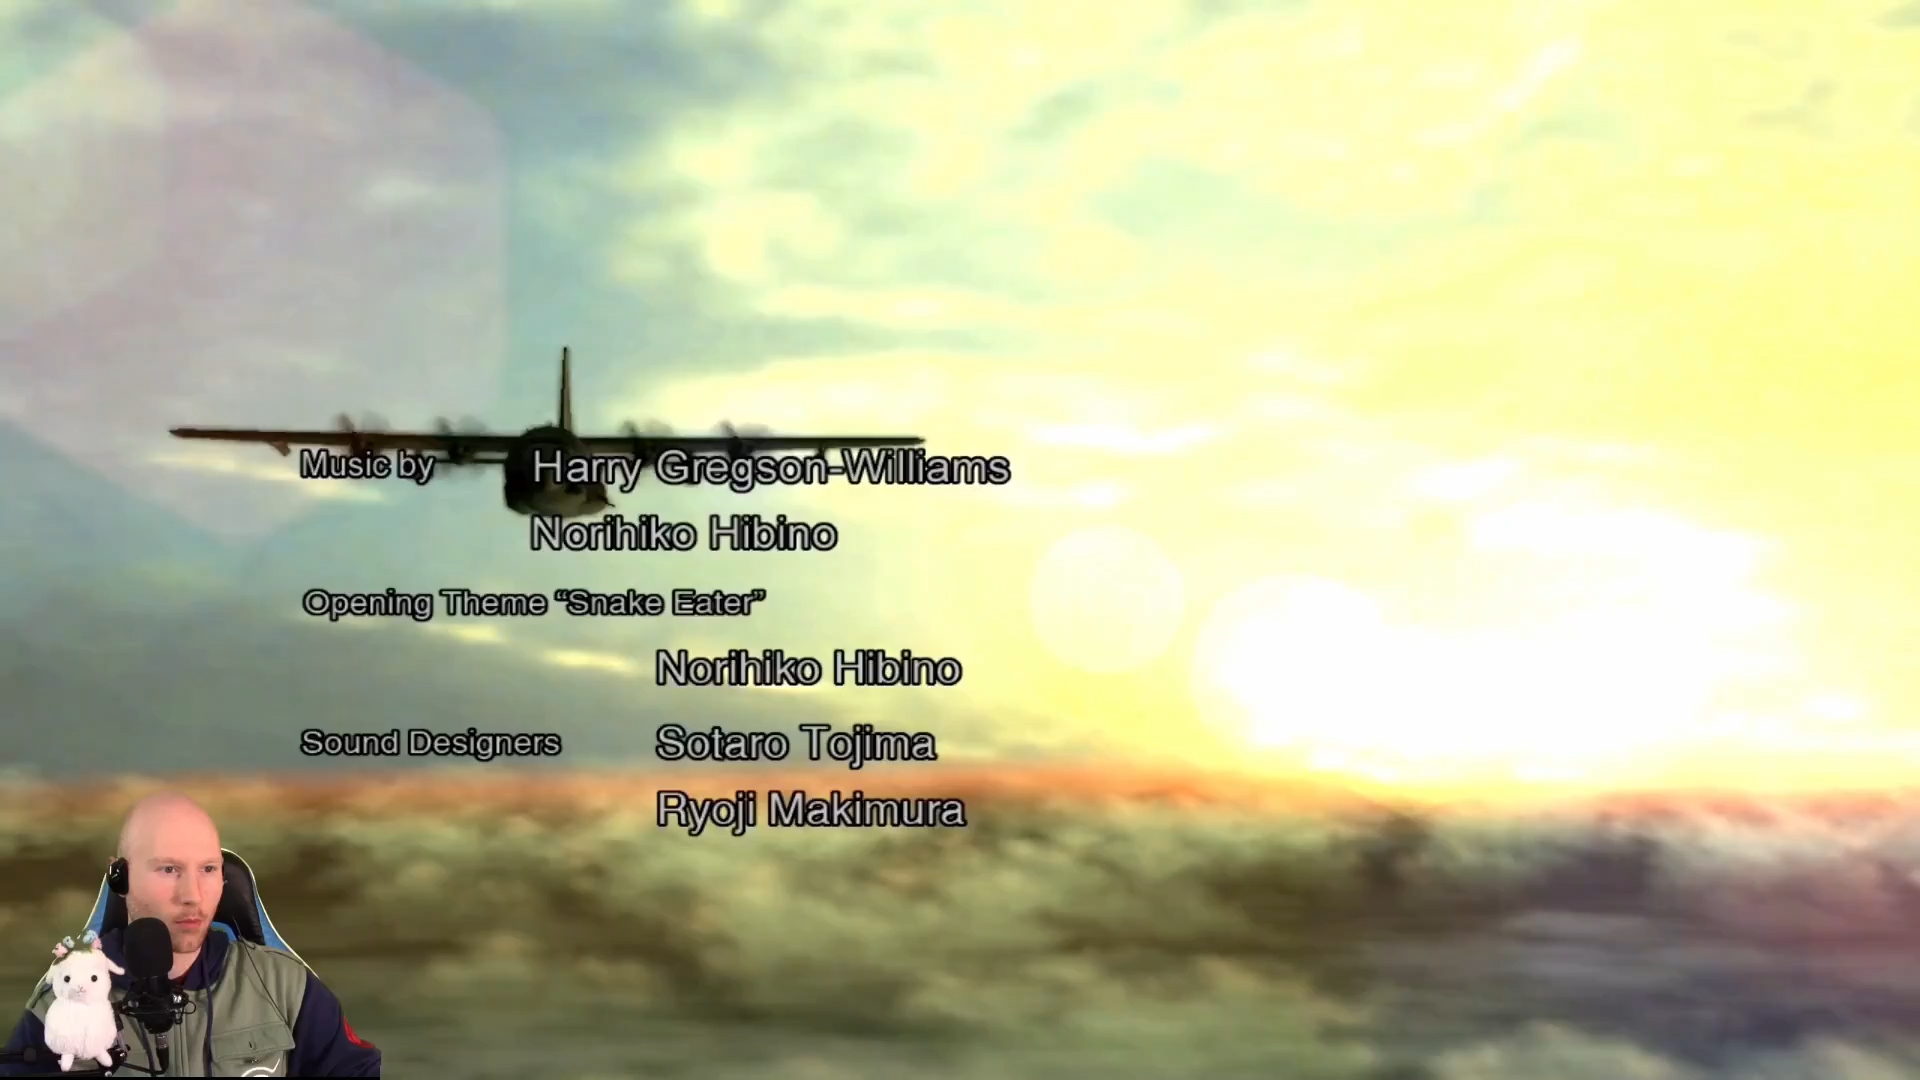 Music by Harry Gregson-Williams
Norihiko Hibino
Opening Theme “Snake Eater”
Norihiko Hibino
Sound Designers Sotaro Tojima
Ryoji Makimura